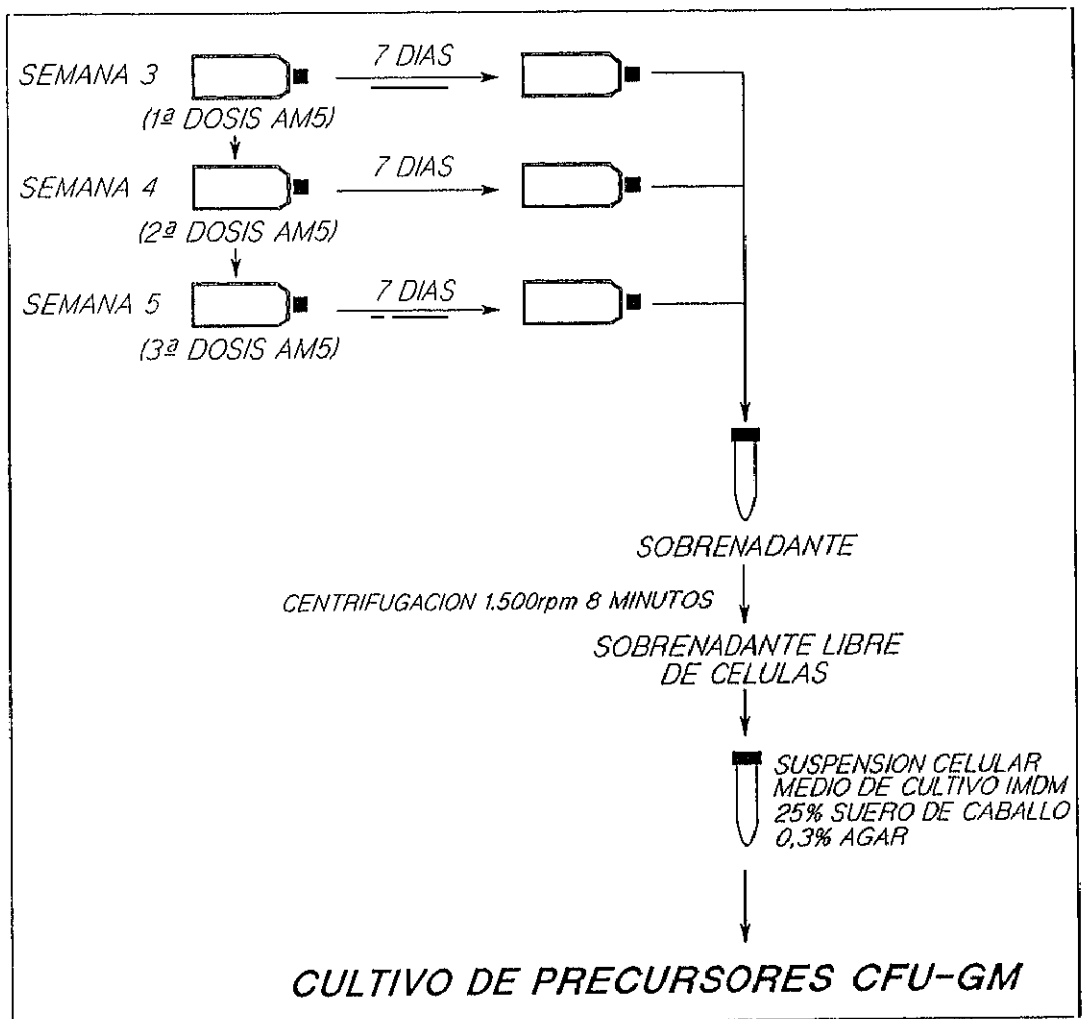 SEMANA 3
7 DIAS
(1ª DOSIS AM5)
SEMANA 4
7 DIAS
(2ª DOSIS AM5)
SEMANA 5
7 DIAS
(3ª DOSIS AM5)
SOBRENADANTE
CENTRIFUGACION 1.500rpm 8 MINUTOS
SOBRENADANTE LIBRE
DE CELULAS
SUSPENSION CELULAR
MEDIO DE CULTIVO IMDM
25% SUERO DE CABALLO
0,3% AGAR
CULTIVO DE PRECURSORES CFU-GM